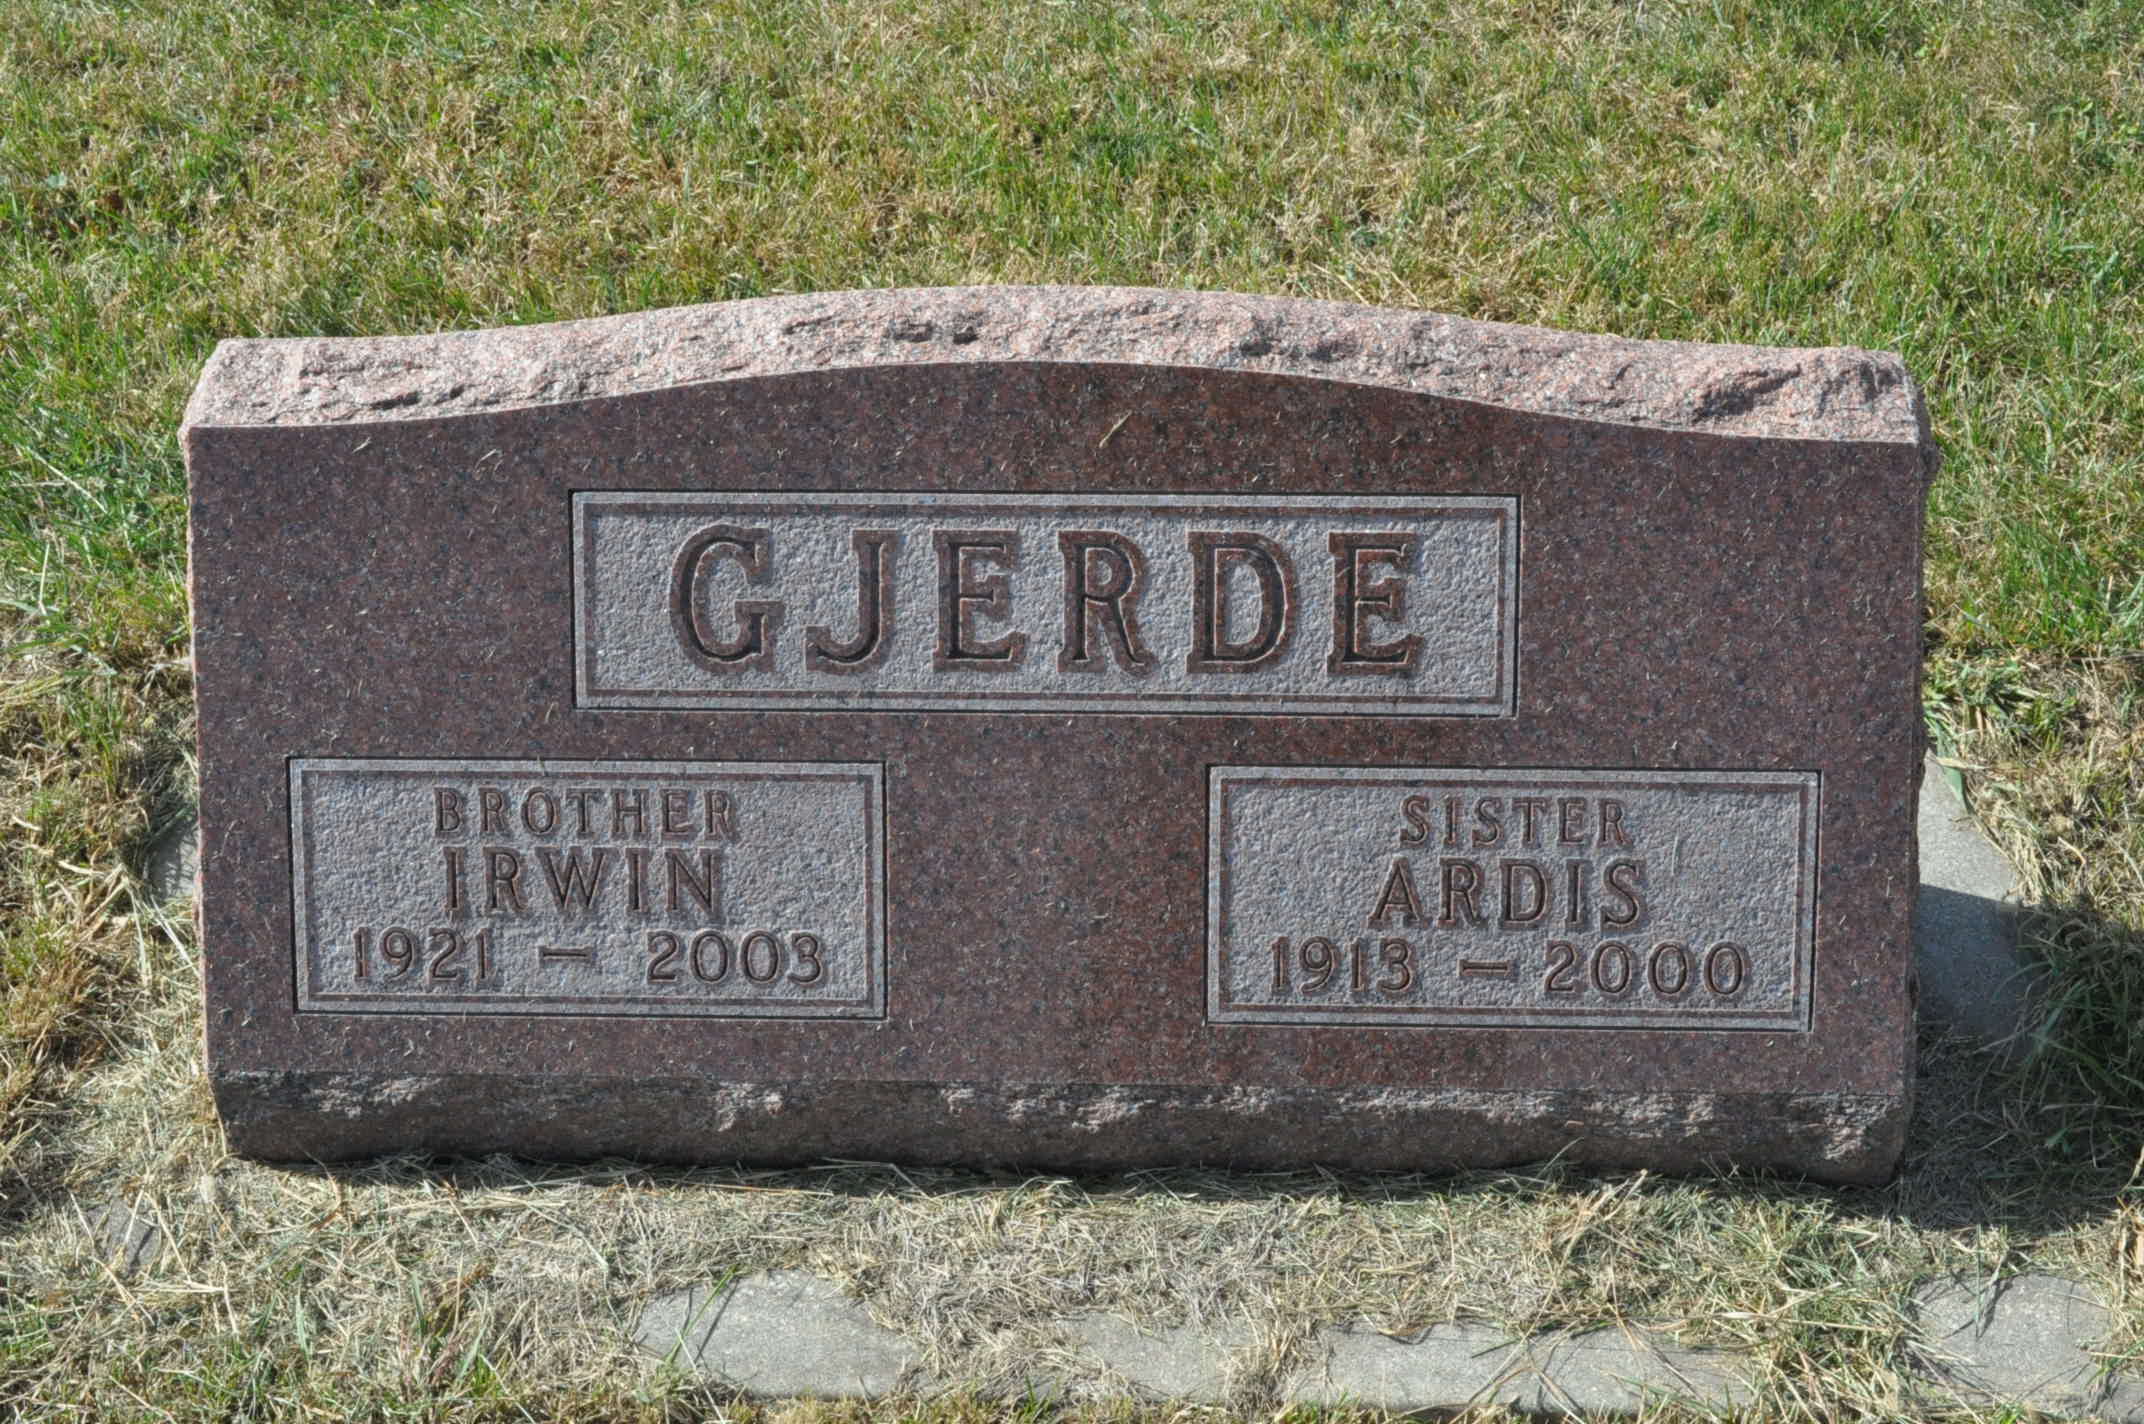 GJERDE
BROTHER
IRWIN
1921 – 2003
SISTER
ARDIS
1913 – 2000